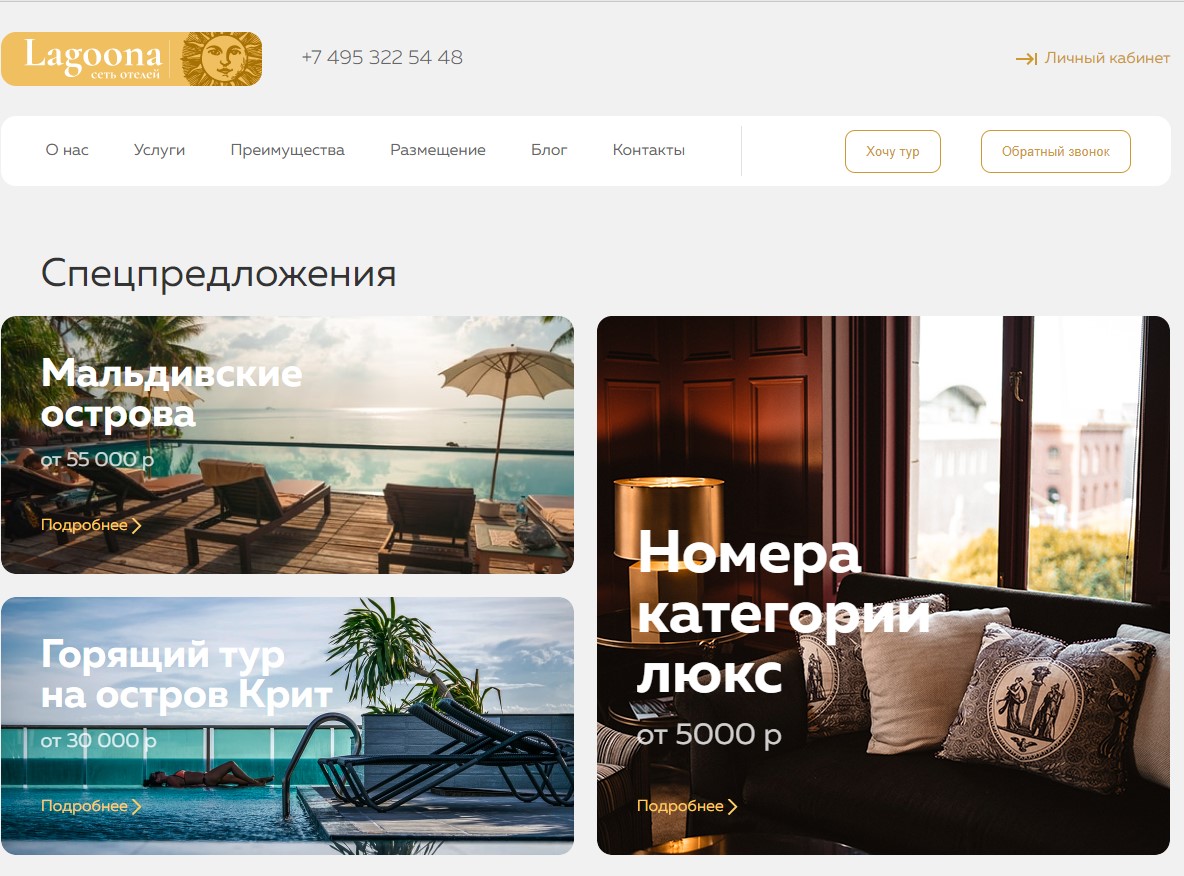 Lagoona
сеть отелей
+7 495 322 54 48
Личный кабинет
О нас
Услуги
Преимущества
Размещение
Блог
Контакты
Хочу тур
Обратный звонок
Спецпредложения
Мальдивские
острова
от 55 000 р
Подробнее
Горящий тур
на остров Крит
от 30 000 р
Подробнее
Номера
категории
люкс
от 5000 р
Подробнее